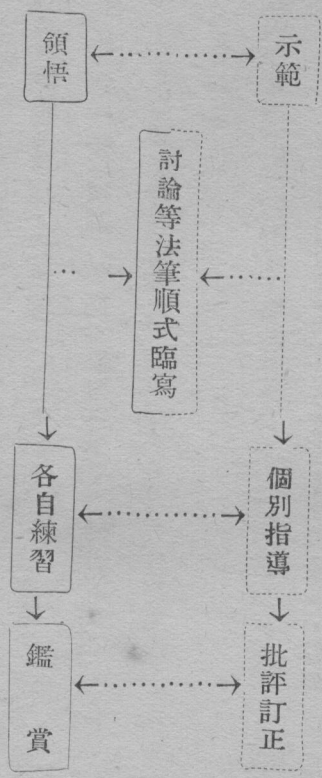 示範
個別指導
批評訂正
討論等法筆順式臨寫
領悟
各自練習
鑑賞